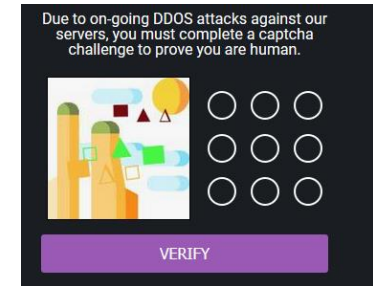 Due to on-going DDOS attacks against our
servers, you must complete a captcha
challenge to prove you are human.
VERIFY